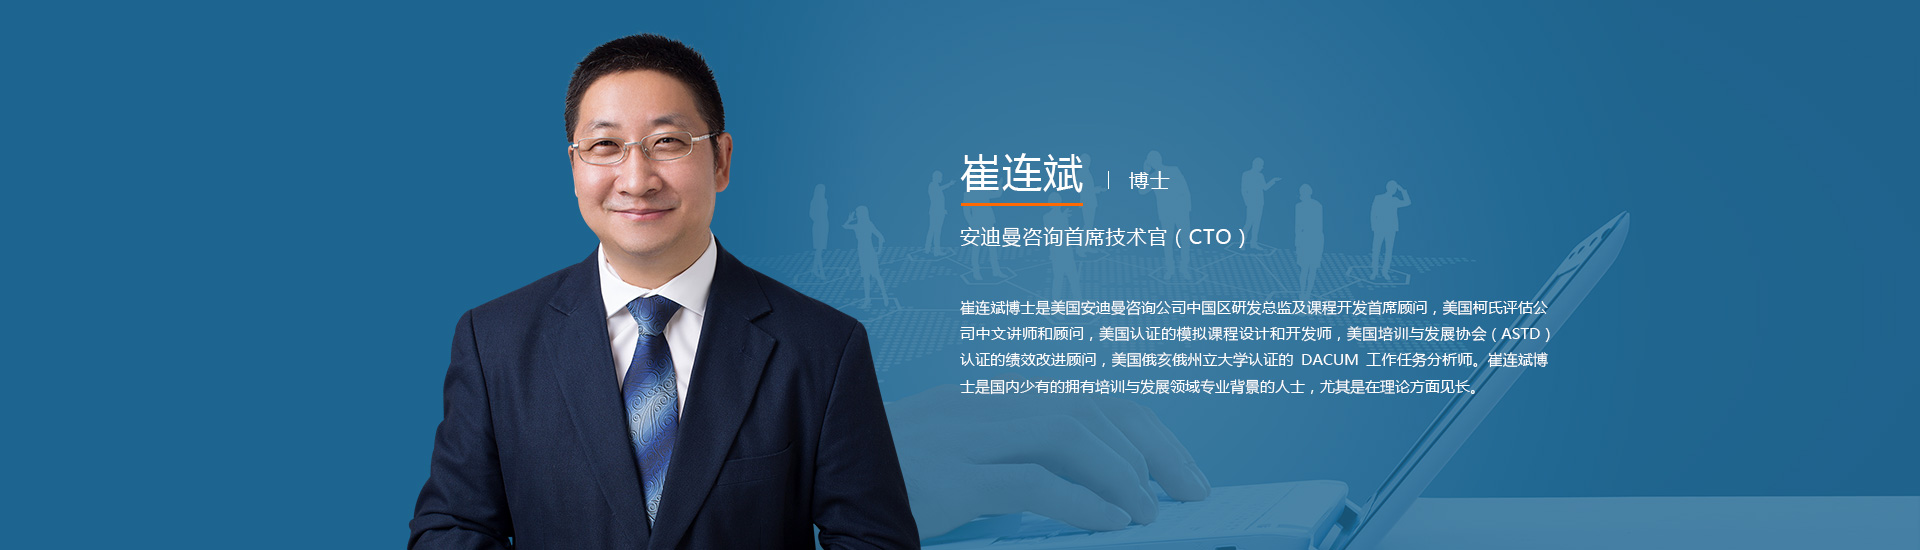 崔连斌 | 博士
安迪曼咨询首席技术官（CTO）
崔连斌博士是美国安迪曼咨询公司中国区研发总监及课程开发首席顾问，美国柯氏评估公
司中文讲师和顾问，美国认证的模拟课程设计和开发师，美国培训与发展协会（ASTD）
认证的绩效改进顾问，美国俄亥俄州立大学认证的 DACUM 工作任务分析师。崔连斌博
士是国内少有的拥有培训与发展领域专业背景的人士，尤其是在理论方面见长。